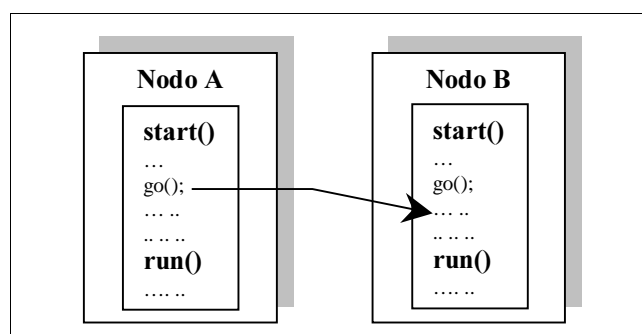 Nodo A
start()
…
go();
… ..
.. .. ..
run()
…. ..
Nodo B
start()
…
go();
… ..
.. .. ..
run()
…. ..